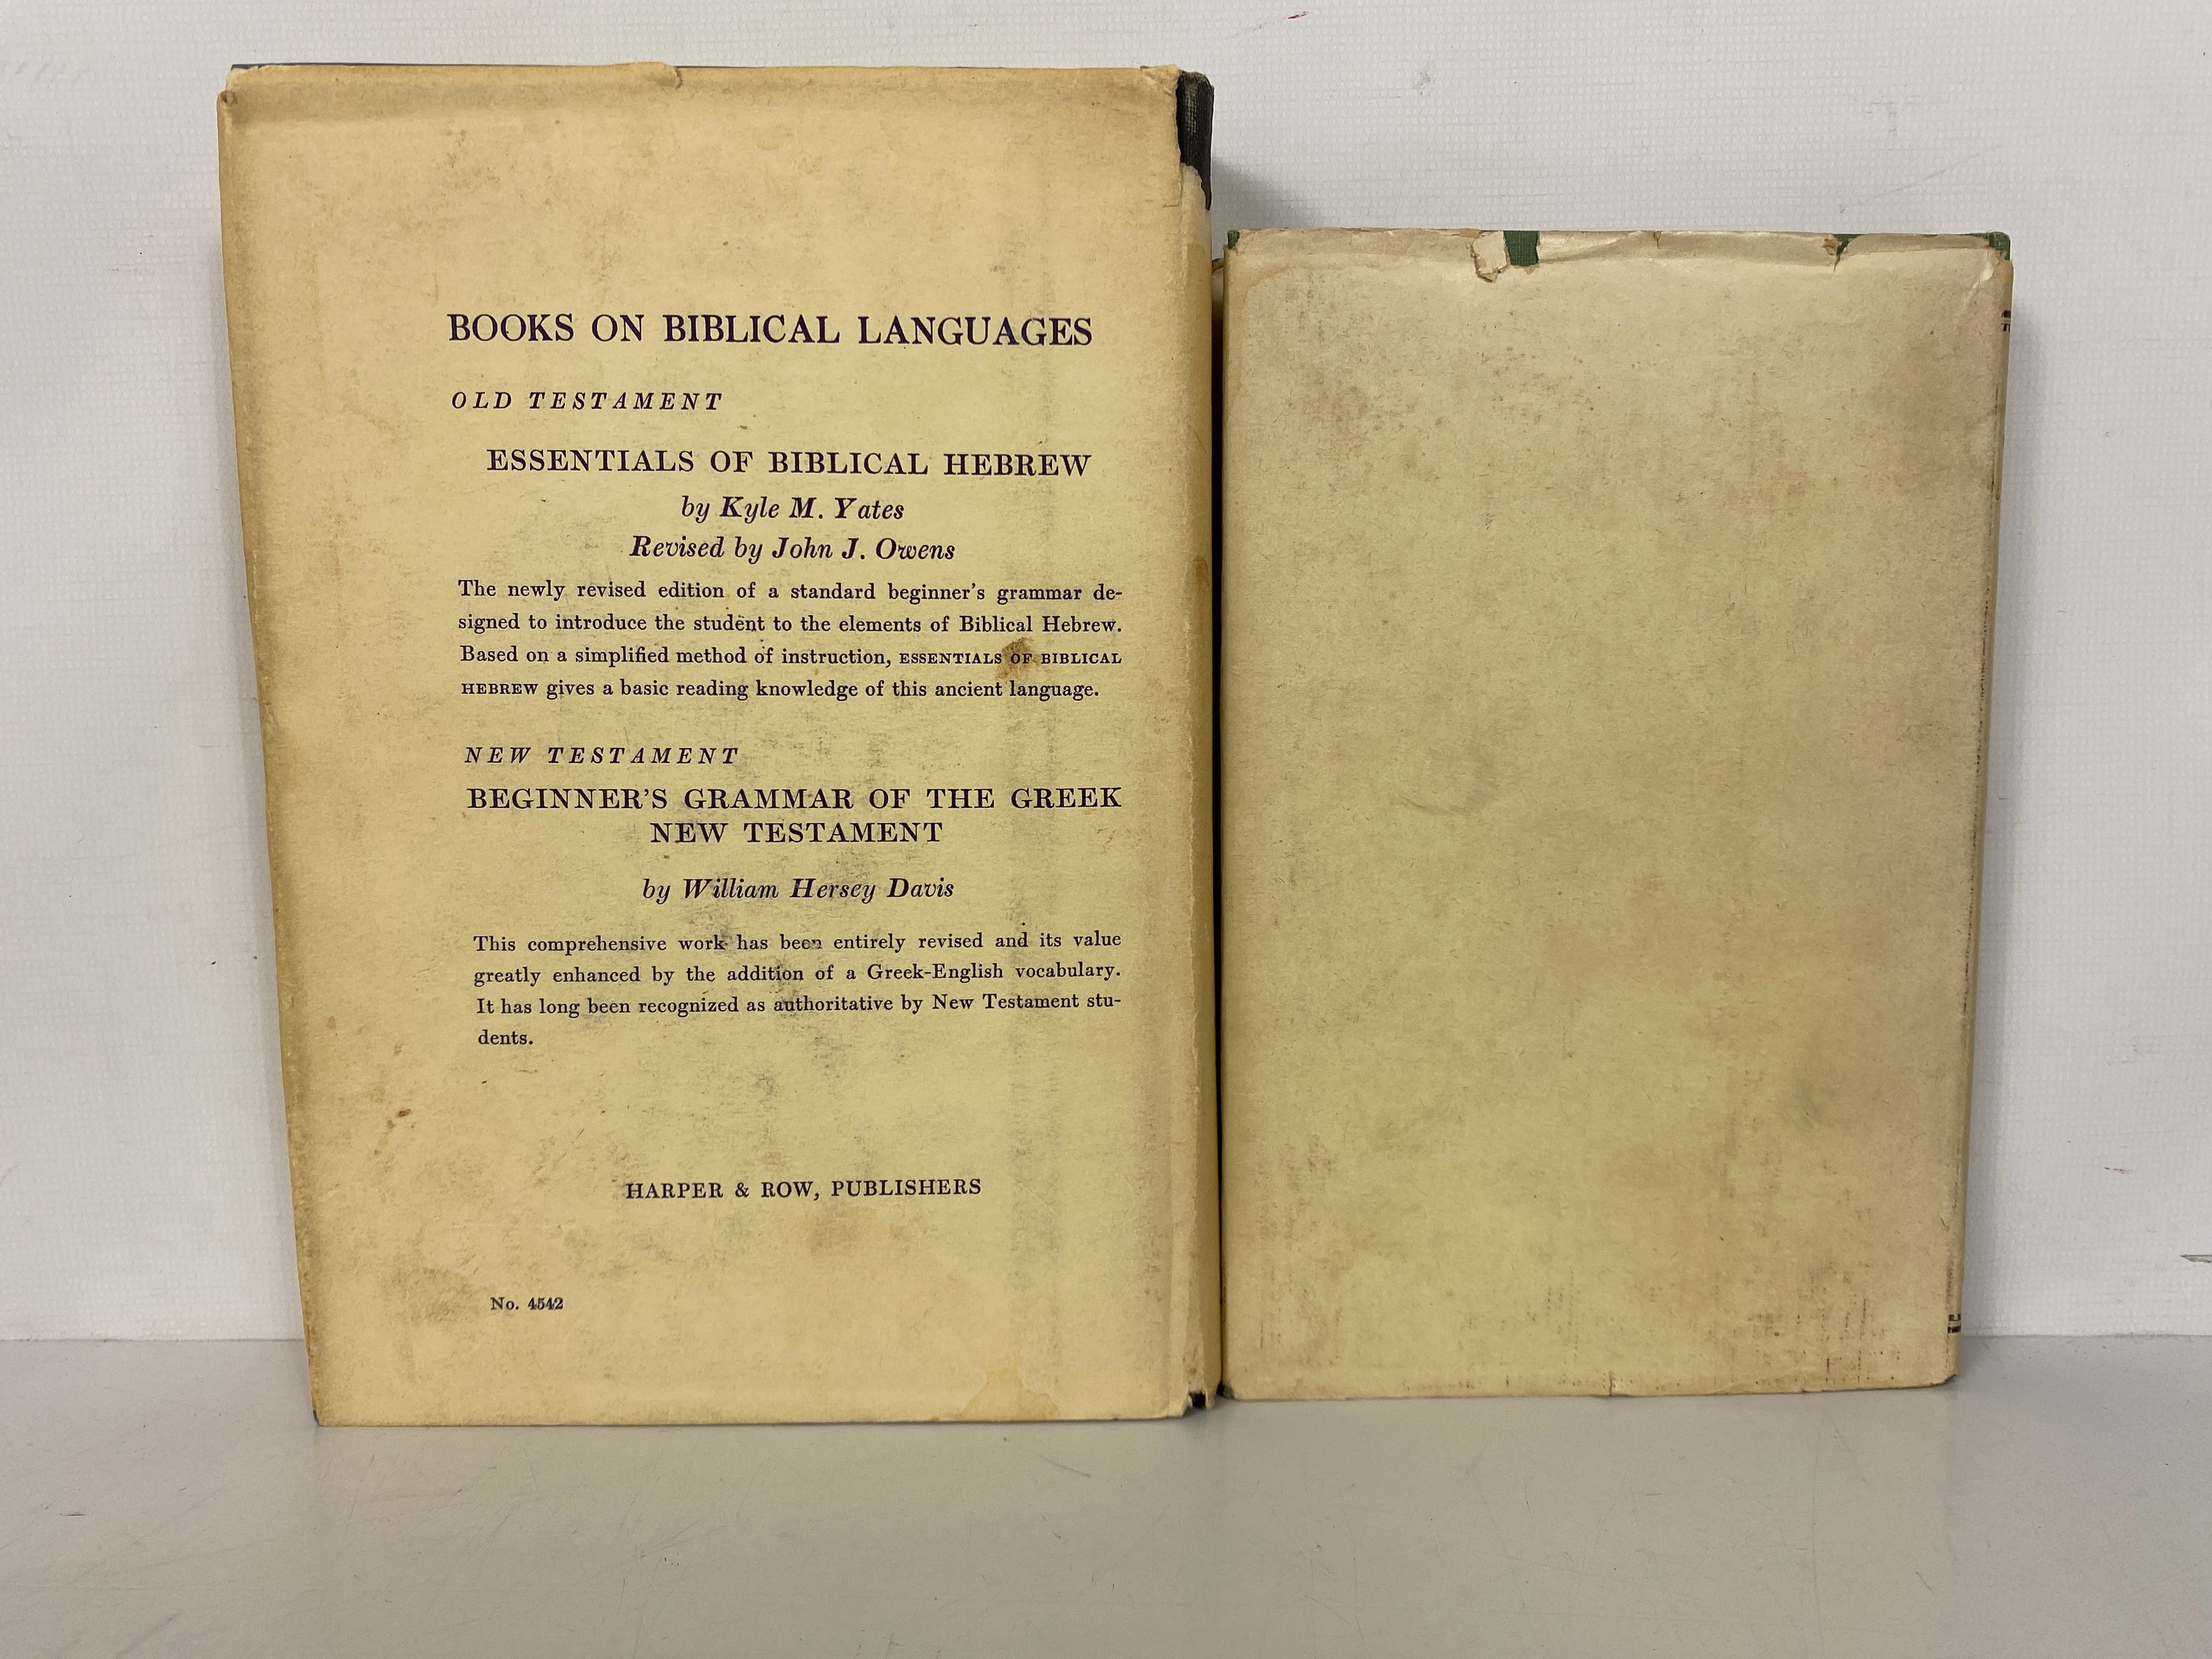 BOOKS ON BIBLICAL LANGUAGES
OLD TESTAMENT
ESSENTIALS OF BIBLICAL HEBREW
by Kyle M. Yates
Revised by John J. Owens
The newly revised edition of a standard beginner's grammar de-
signed to introduce the student to the elements of Biblical Hebrew.
Based on a simplified method of instruction, ESSENTIALS OF BIBLICAL
HEBREW gives a basic reading knowledge of this ancient language.
NEW TESTAMENT
BEGINNER'S GRAMMAR OF THE GREEK
NEW TESTAMENT
by William Hersey Davis
This comprehensive work has been entirely revised and its value
greatly enhanced by the addition of a Greek-English vocabulary.
It has long been recognized as authoritative by New Testament stu-
dents.
HARPER & ROW, PUBLISHERS
No. 4542